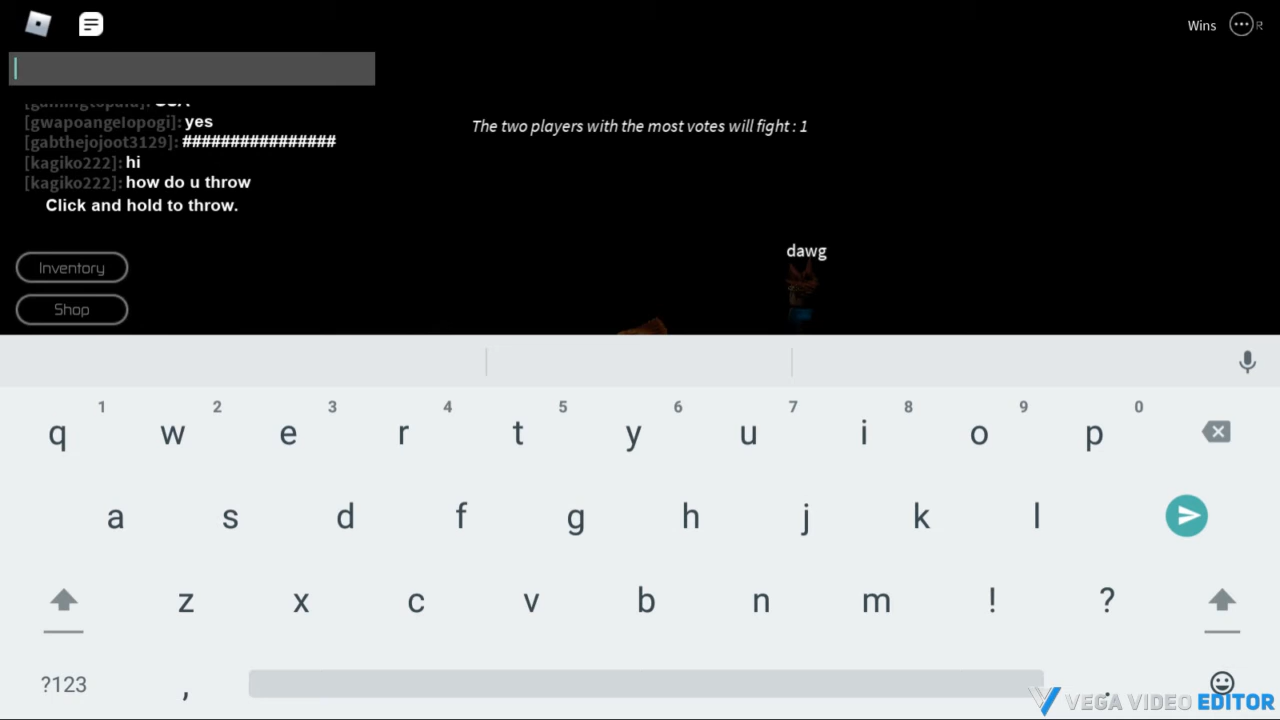 Wins
R
[gwapoangelopogi]: yes
[gabthejojoot3129]: ################
[kagiko222]: hi
[kagiko222]: how do u throw
Click and hold to throw.
The two players with the most votes will fight : 1
dawg
Inventory
Shop
1 2 3 4 5 6 7 8 9 0
q w e r t y u i o p
a s d f g h j k l
z x c v b n m ! ?
?123 , .
VEGA VIDEO EDITOR